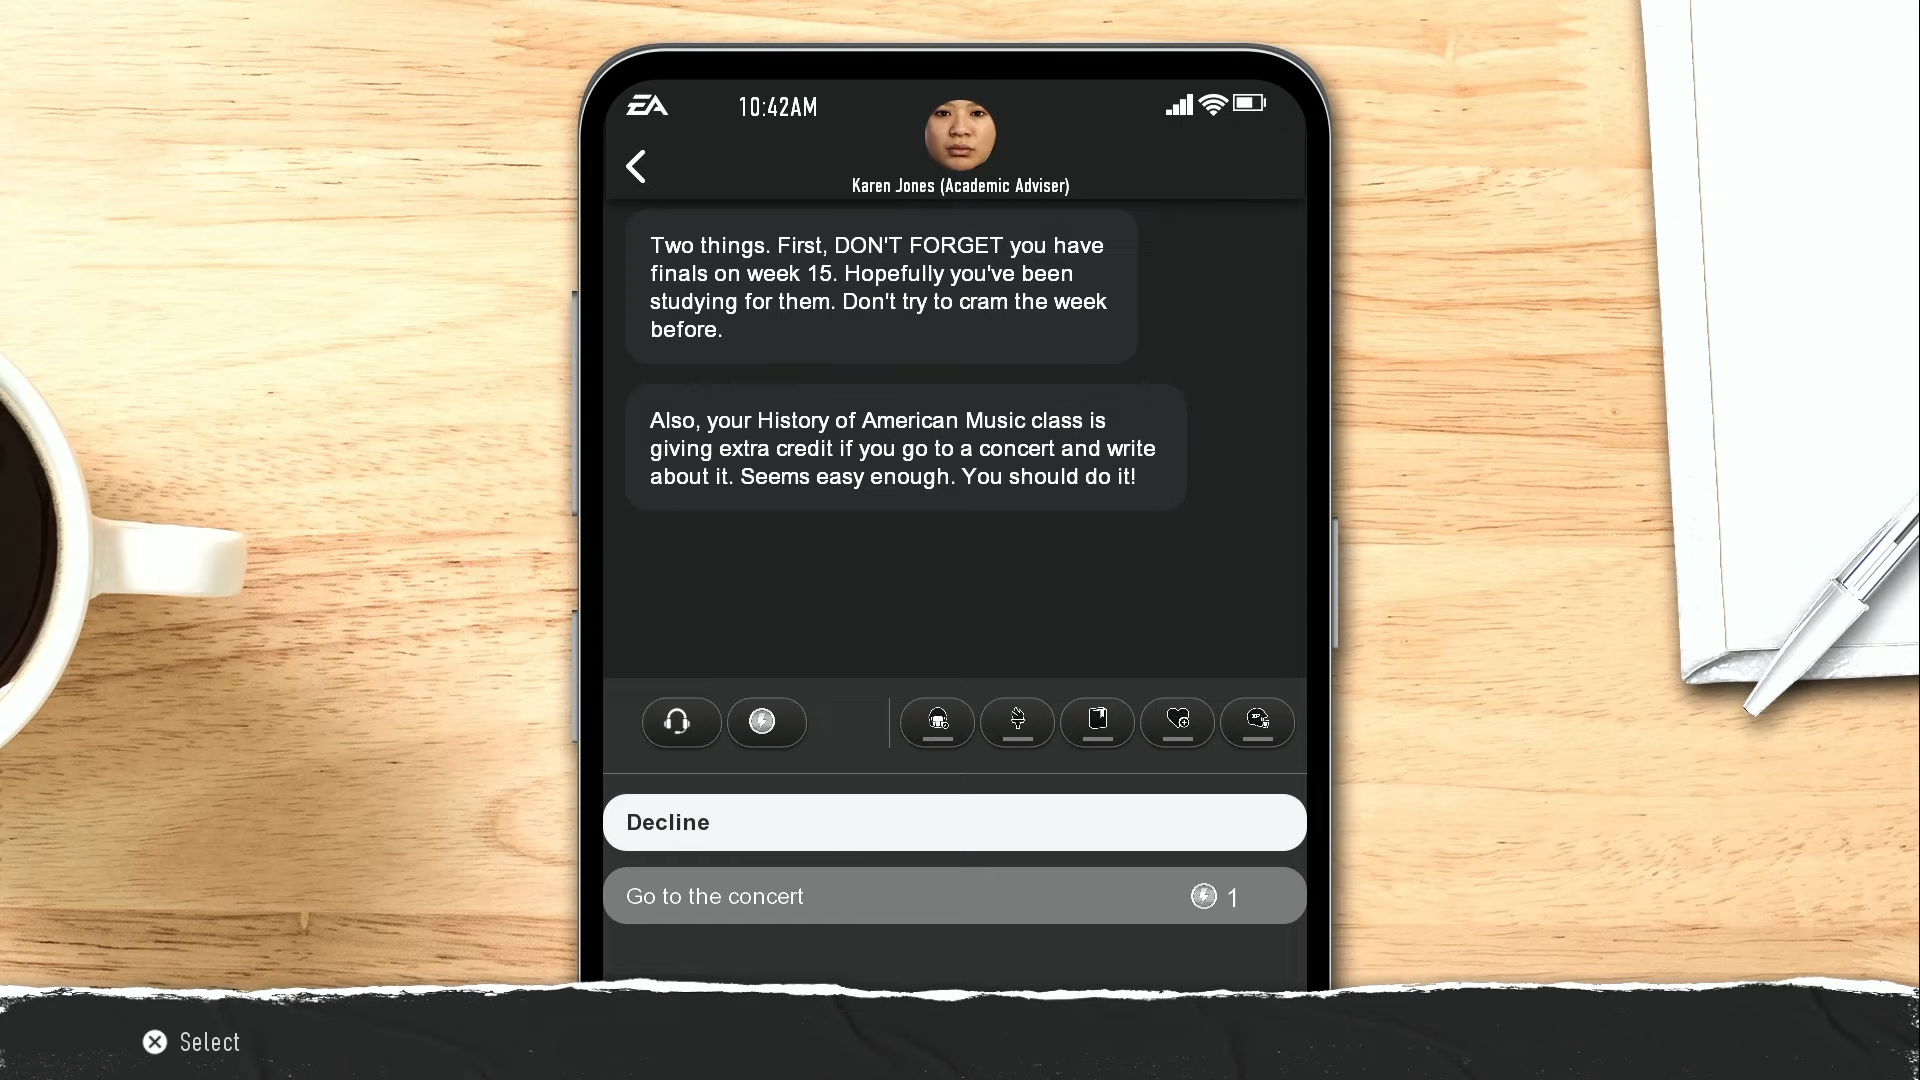 EA
10:42AM
Karen Jones (Academic Adviser)
Two things. First, DON'T FORGET you have
finals on week 15. Hopefully you've been
studying for them. Don't try to cram the week
before.
Also, your History of American Music class is
giving extra credit if you go to a concert and write
about it. Seems easy enough. You should do it!
XP
Decline
Go to the concert 1
Select